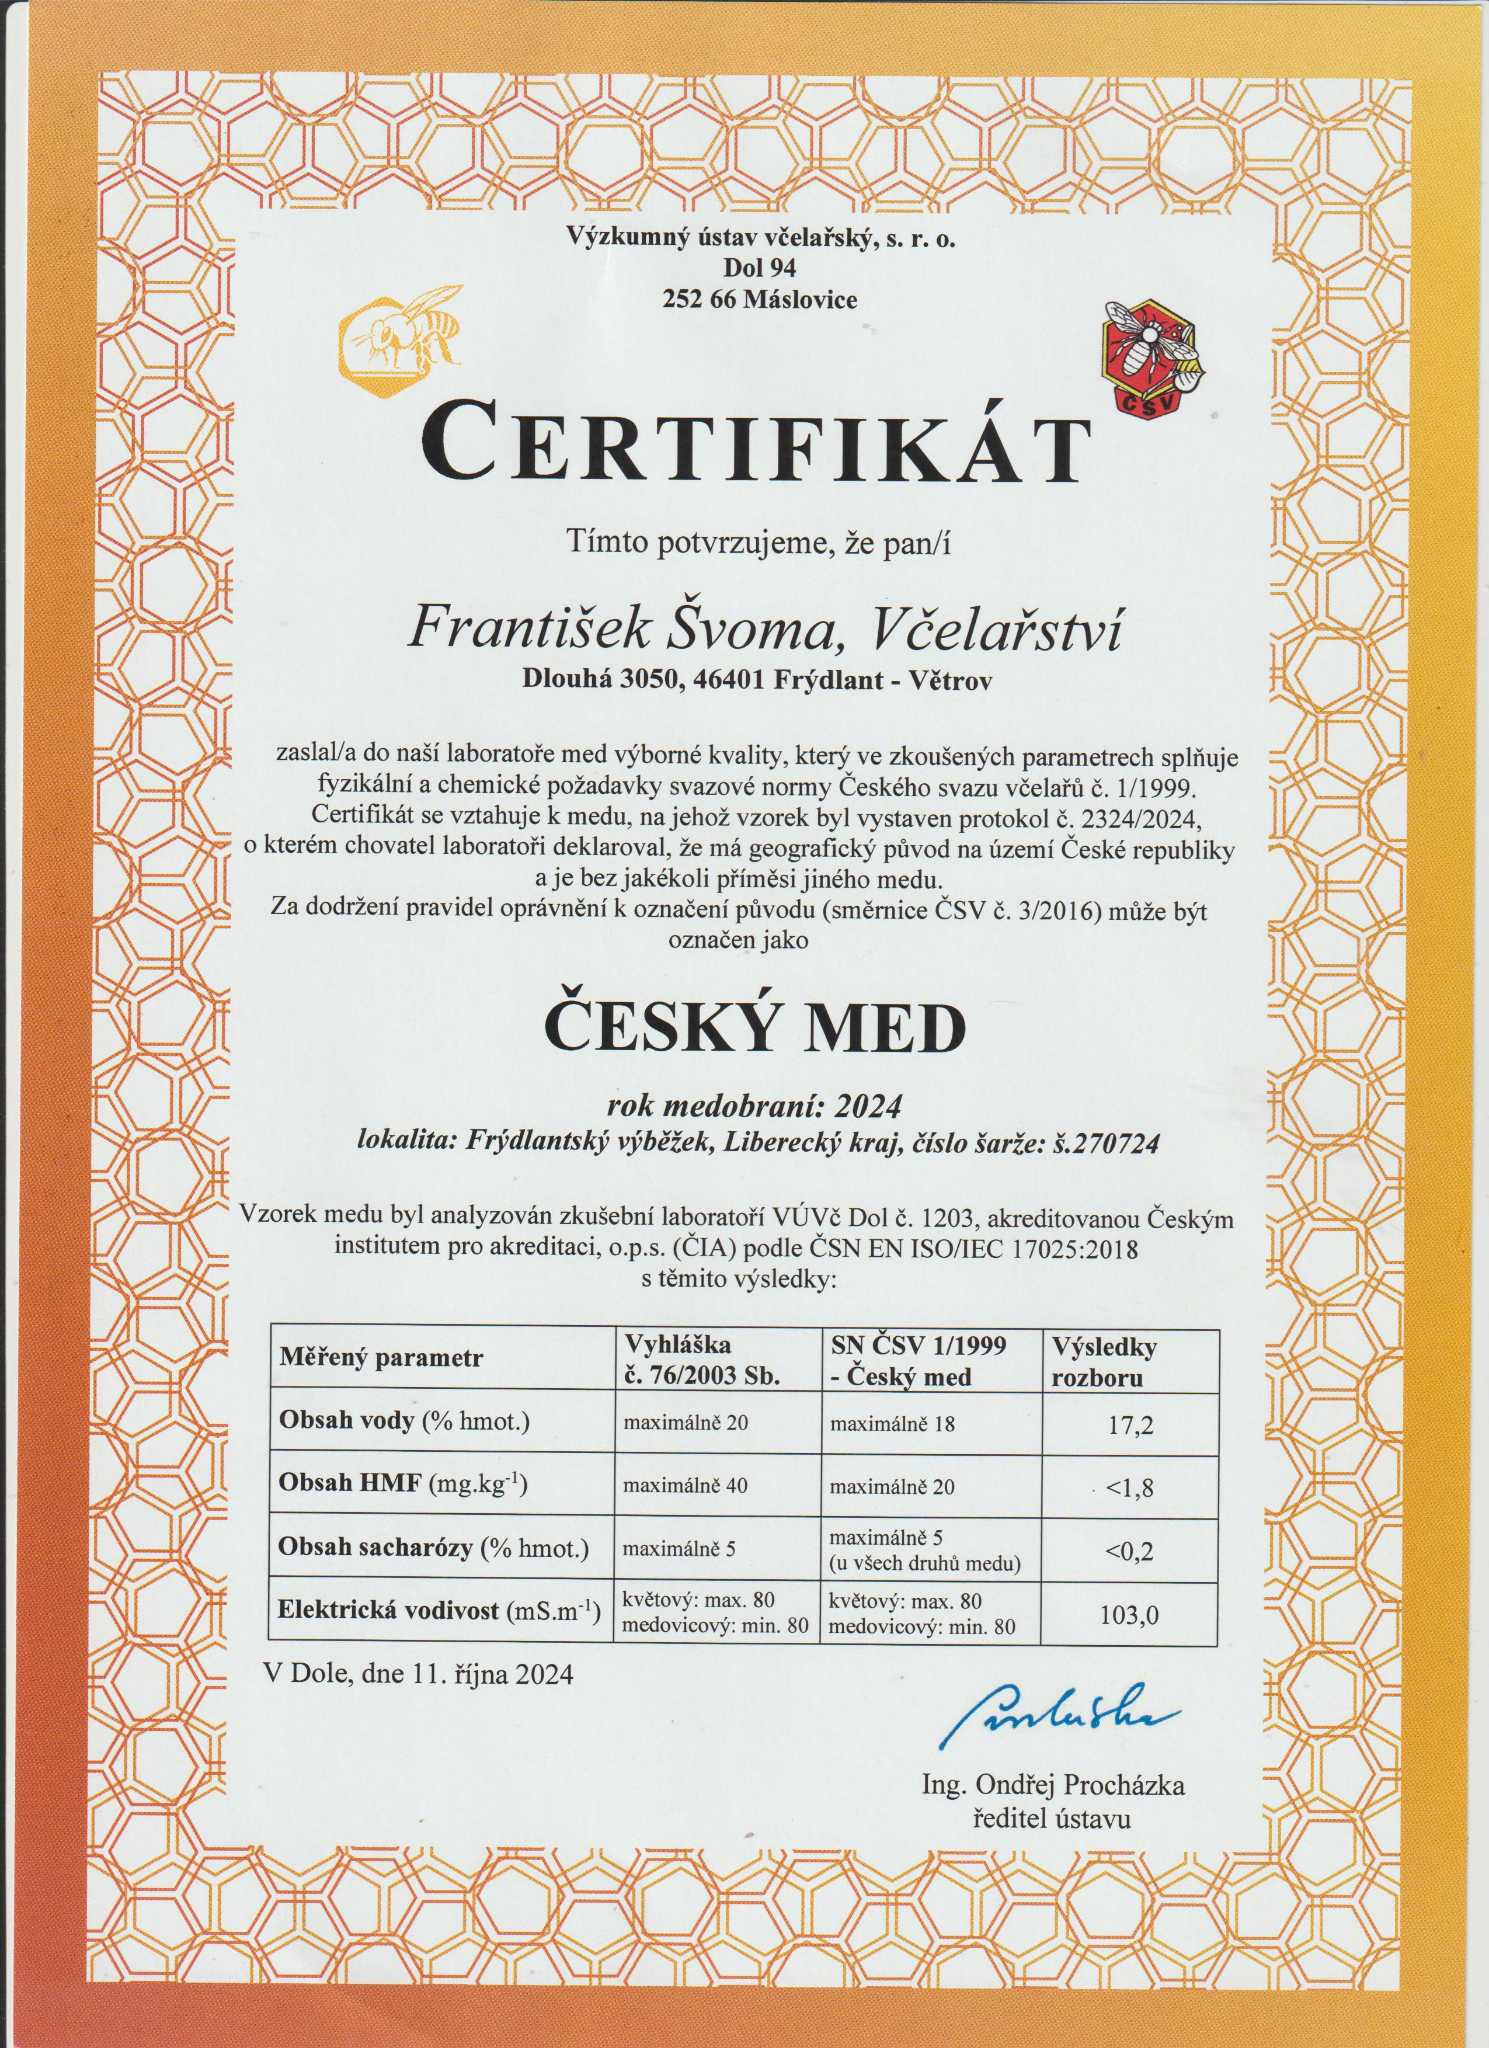 Výzkumný ústav včelařský, s. r. o.
Dol 94
252 66 Máslovice
ČSV
CERTIFIKÁT
Tímto potvrzujeme, že pan/í
František Švoma, Včelařství
Dlouhá 3050, 46401 Frýdlant - Větrov
zaslal/a do naší laboratoře med výborné kvality, který ve zkoušených parametrech splňuje
fyzikální a chemické požadavky svazové normy Českého svazu včelařů č. 1/1999.
Certifikát se vztahuje k medu, na jehož vzorek byl vystaven protokol č. 2324/2024,
o kterém chovatel laboratoři deklaroval, že má geografický původ na území České republiky
a je bez jakékoli příměsi jiného medu.
Za dodržení pravidel oprávnění k označení původu (směrnice ČSV č. 3/2016) může být
označen jako
ČESKÝ MED
rok medobraní: 2024
lokalita: Frýdlantský výběžek, Liberecký kraj, číslo šarže: š.270724
Vzorek medu byl analyzován zkušební laboratoří VÚVč Dol č. 1203, akreditovanou Českým
institutem pro akreditaci, o.p.s. (ČIA) podle ČSN EN ISO/IEC 17025:2018
s těmito výsledky:
Měřený parametr Vyhláška č. 76/2003 Sb. SN ČSV 1/1999 - Český med Výsledky rozboru
Obsah vody (% hmot.) maximálně 20 maximálně 18 17,2
Obsah HMF (mg.kg-1) maximálně 40 maximálně 20 <1,8
Obsah sacharózy (% hmot.) maximálně 5 maximálně 5 (u všech druhů medu) <0,2
Elektrická vodivost (mS.m-1) květový: max. 80 medovicový: min. 80 květový: max. 80 medovicový: min. 80 103,0
V Dole, dne 11. října 2024
Ing. Ondřej Procházka
ředitel ústavu